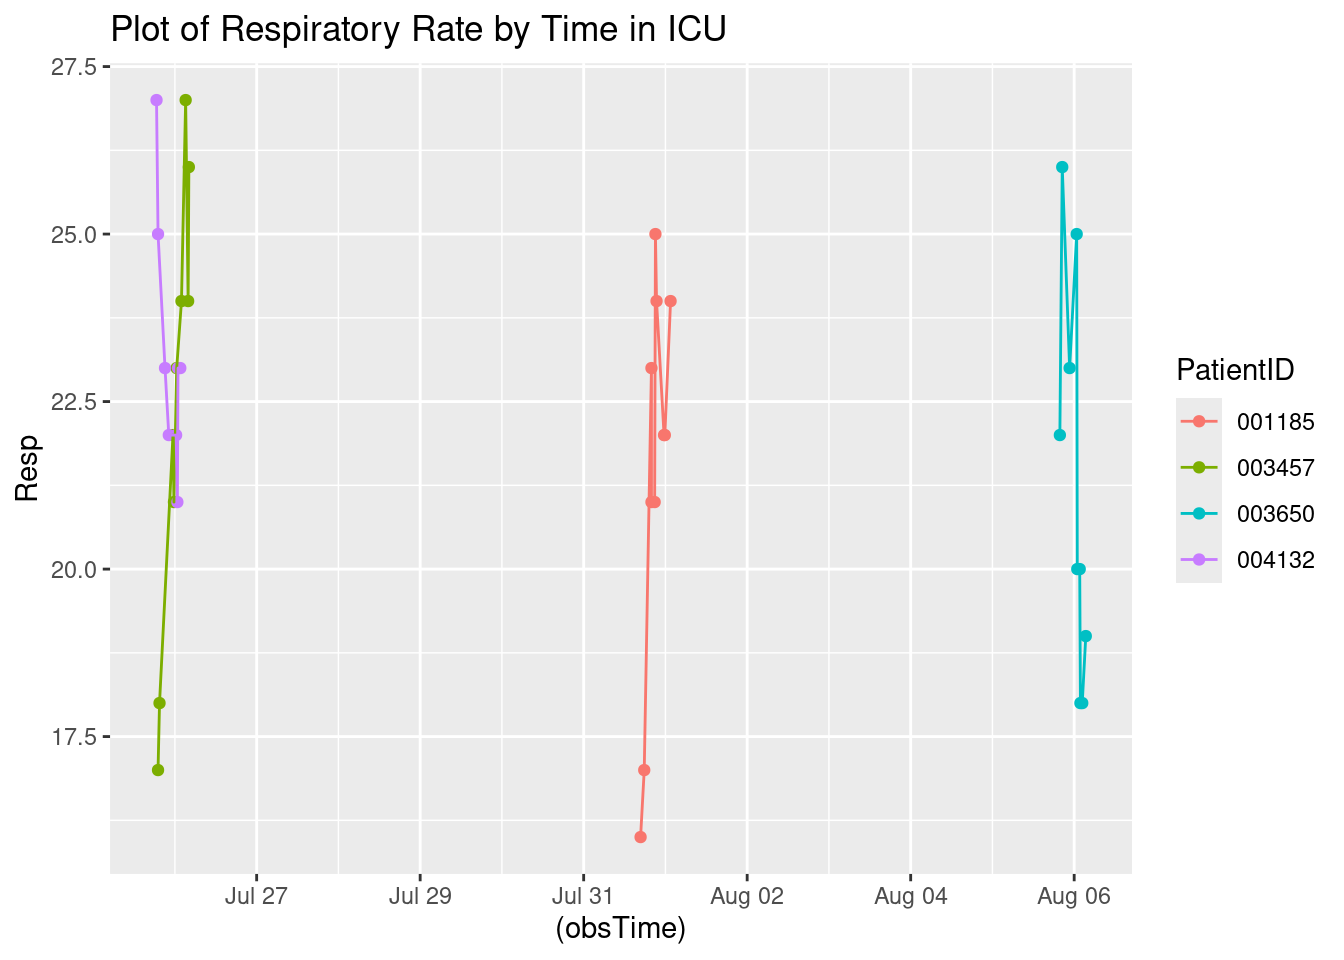 Plot of Respiratory Rate by Time in ICU
27.5
25.0
22.5
20.0
17.5
Resp
Jul 27 Jul 29 Jul 31 Aug 02 Aug 04 Aug 06
(obsTime)
PatientID
001185
003457
003650
004132